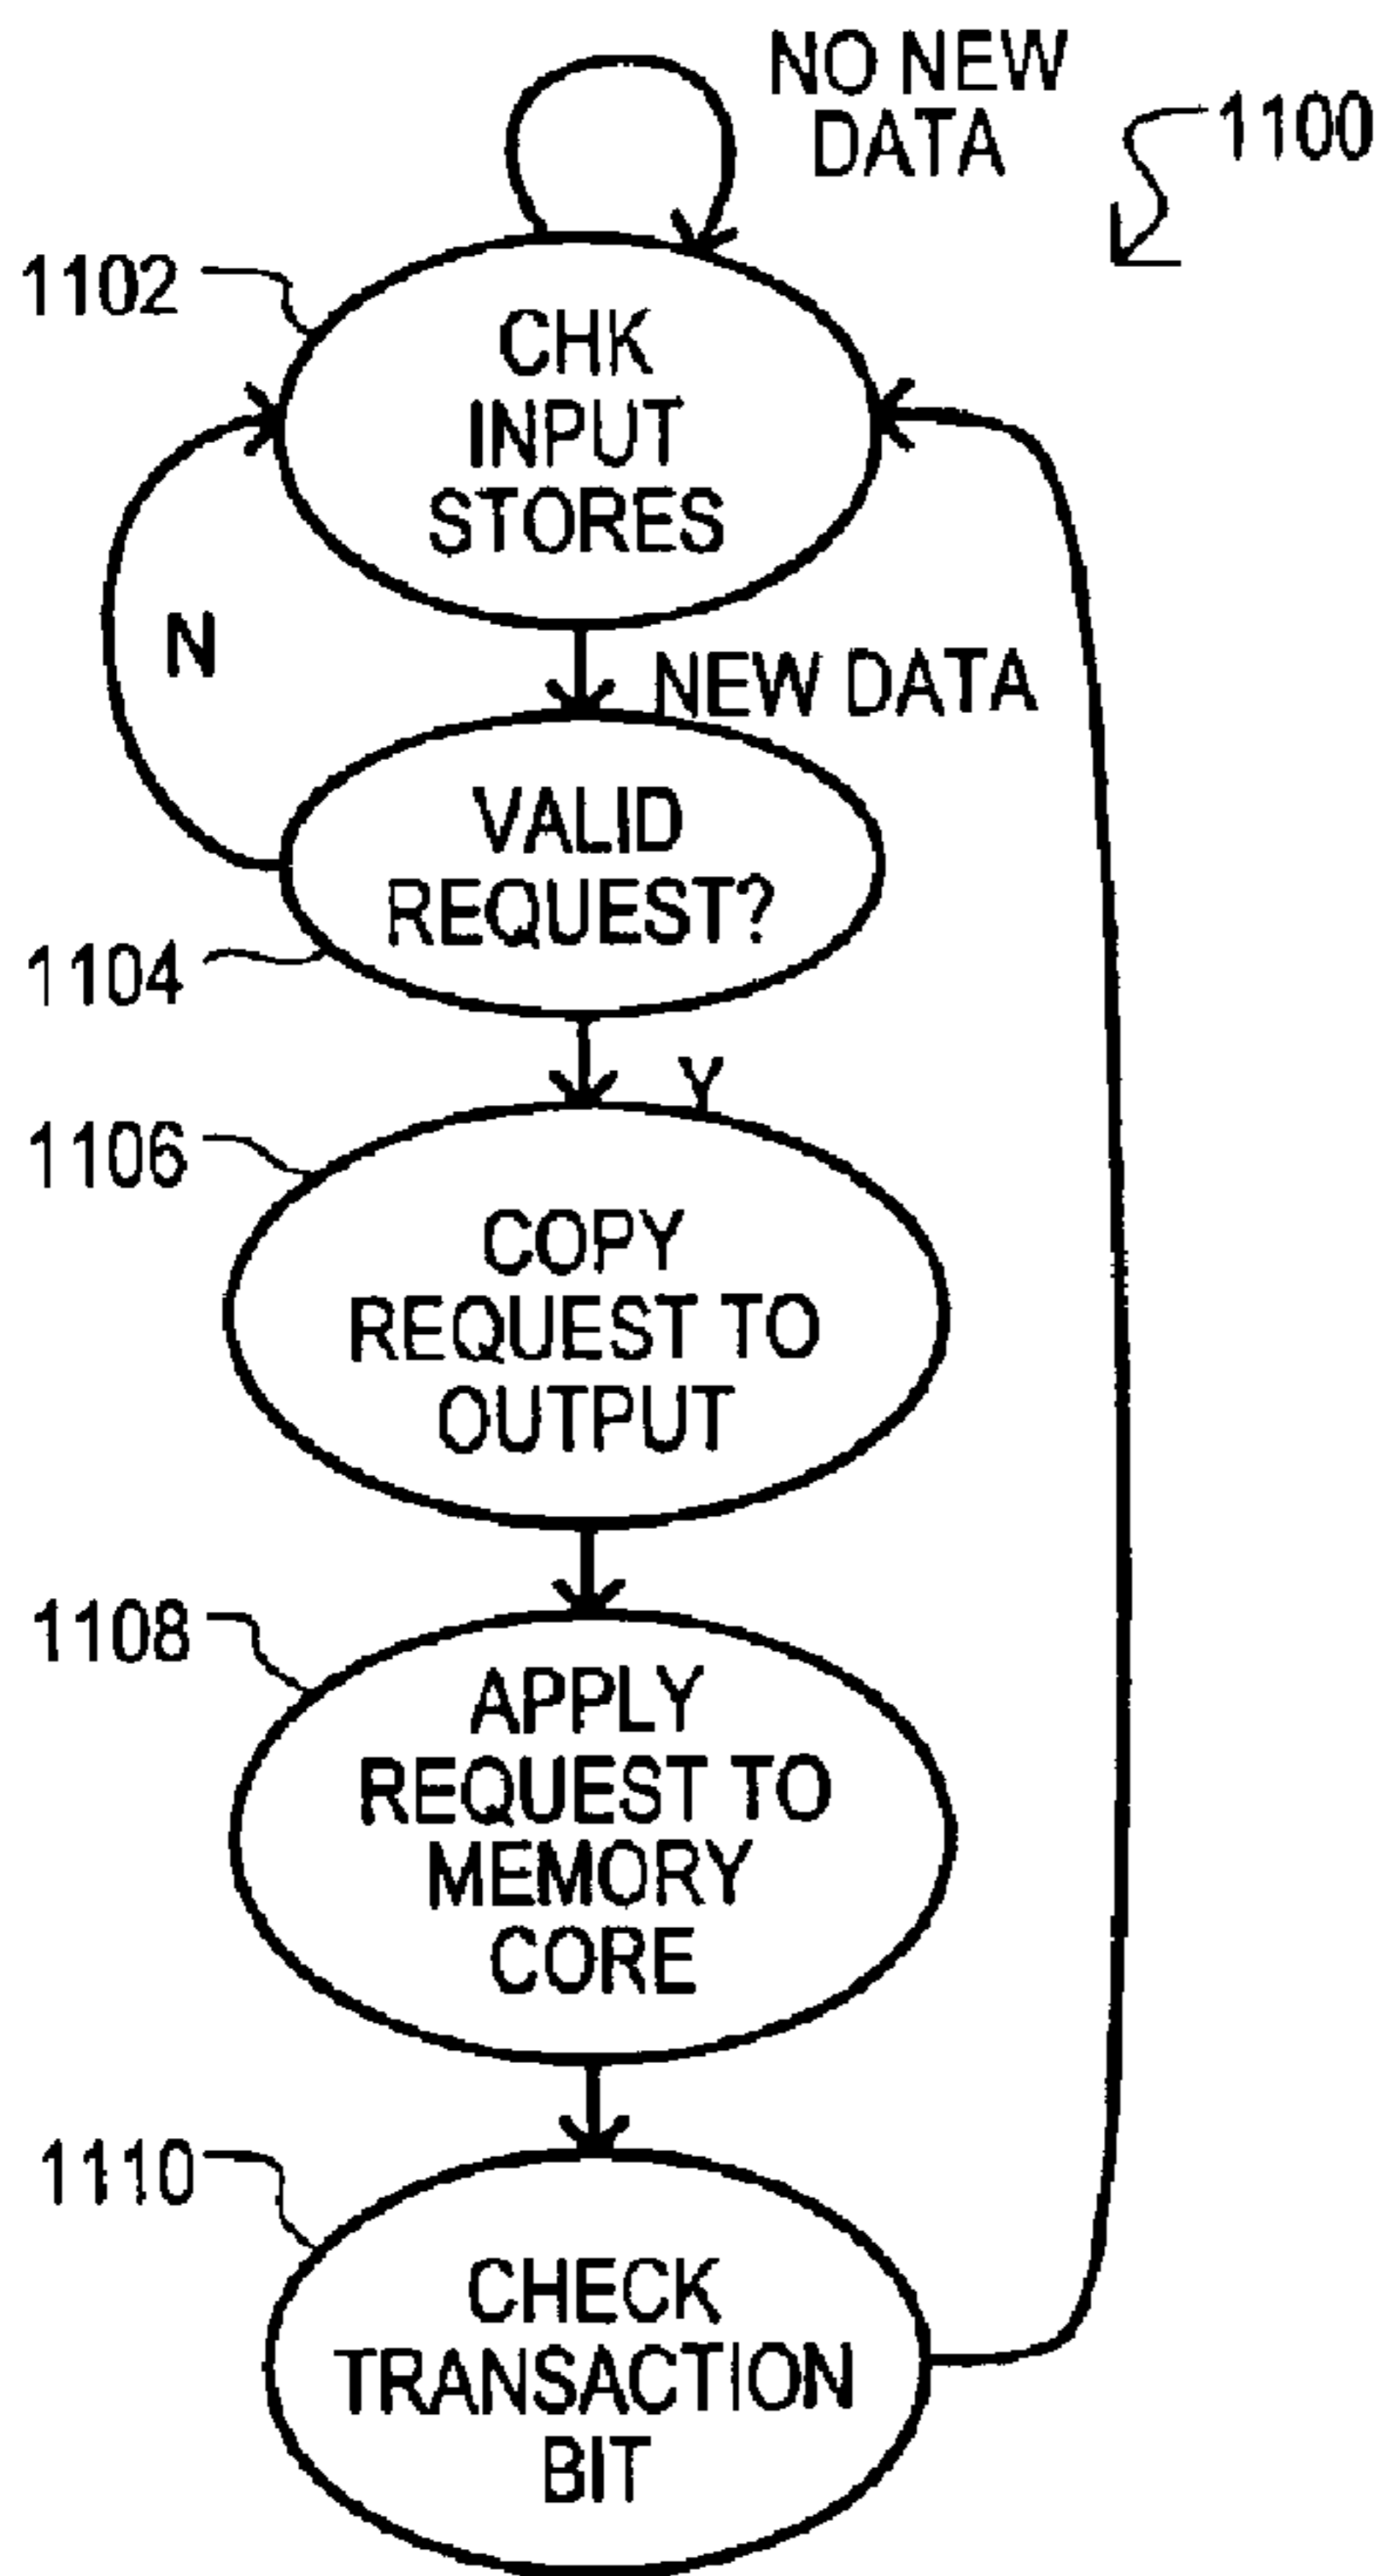 NO NEW
DATA
1100
1102
CHK
INPUT
STORES
N
NEW DATA
VALID
REQUEST?
1104
Y
1106
COPY
REQUEST TO
OUTPUT
1108
APPLY
REQUEST TO
MEMORY
CORE
1110
CHECK
TRANSACTION
BIT